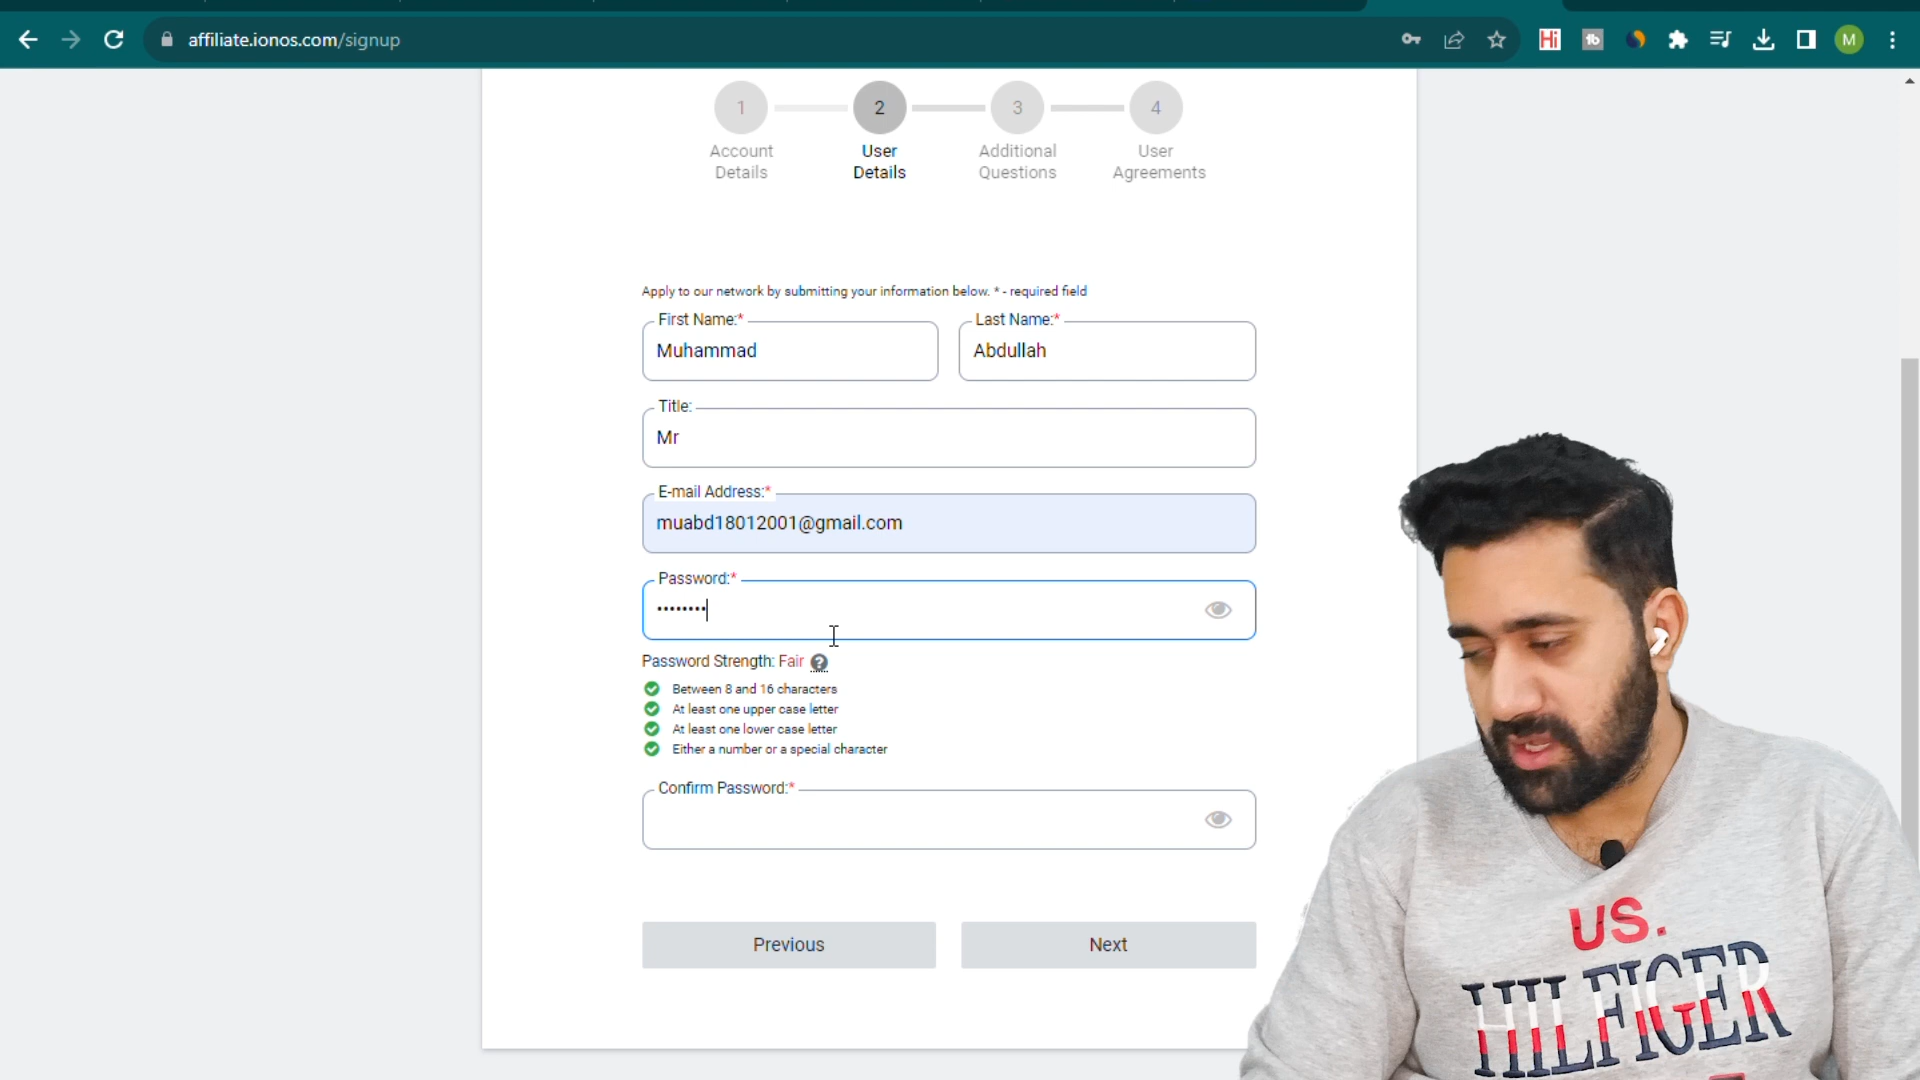 affiliate.ionos.com/signup
Hi
tb
M
1
2
3
4
Account
Details
User
Details
Additional
Questions
User
Agreements
Apply to our network by submitting your information below. * - required field
First Name:*
Last Name:*
Muhammad
Abdullah
Title:
Mr
E-mail Address:*
muabd18012001@gmail.com
Password:*
••••••••
Password Strength: Fair ?
Between 8 and 16 characters
At least one upper case letter
At least one lower case letter
Either a number or a special character
Confirm Password:*
Previous
Next
U.S.
HILFIGER